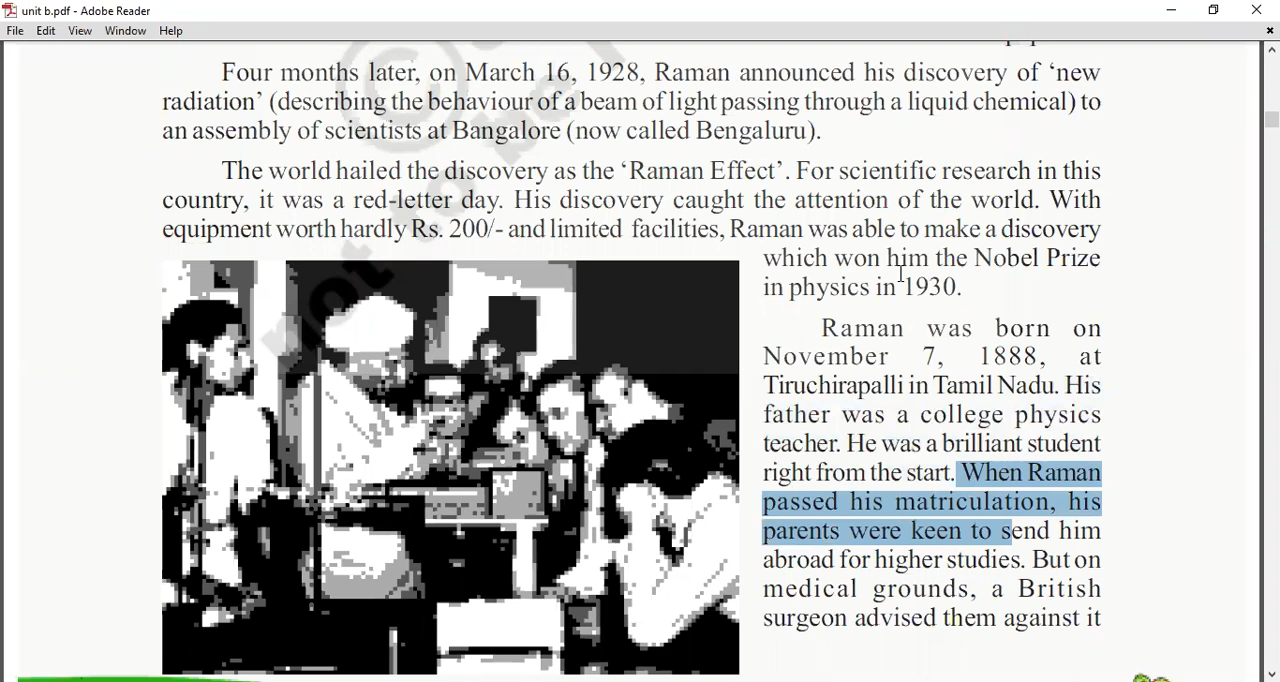 unit b.pdf - Adobe Reader
File Edit View Window Help
Four months later, on March 16, 1928, Raman announced his discovery of ‘new
radiation’ (describing the behaviour of a beam of light passing through a liquid chemical) to
an assembly of scientists at Bangalore (now called Bengaluru).
The world hailed the discovery as the ‘Raman Effect’. For scientific research in this
country, it was a red-letter day. His discovery caught the attention of the world. With
equipment worth hardly Rs. 200/- and limited facilities, Raman was able to make a discovery
which won him the Nobel Prize
in physics in 1930.
Raman was born on
November 7, 1888, at
Tiruchirapalli in Tamil Nadu. His
father was a college physics
teacher. He was a brilliant student
right from the start. When Raman
passed his matriculation, his
parents were keen to send him
abroad for higher studies. But on
medical grounds, a British
surgeon advised them against it
not to be